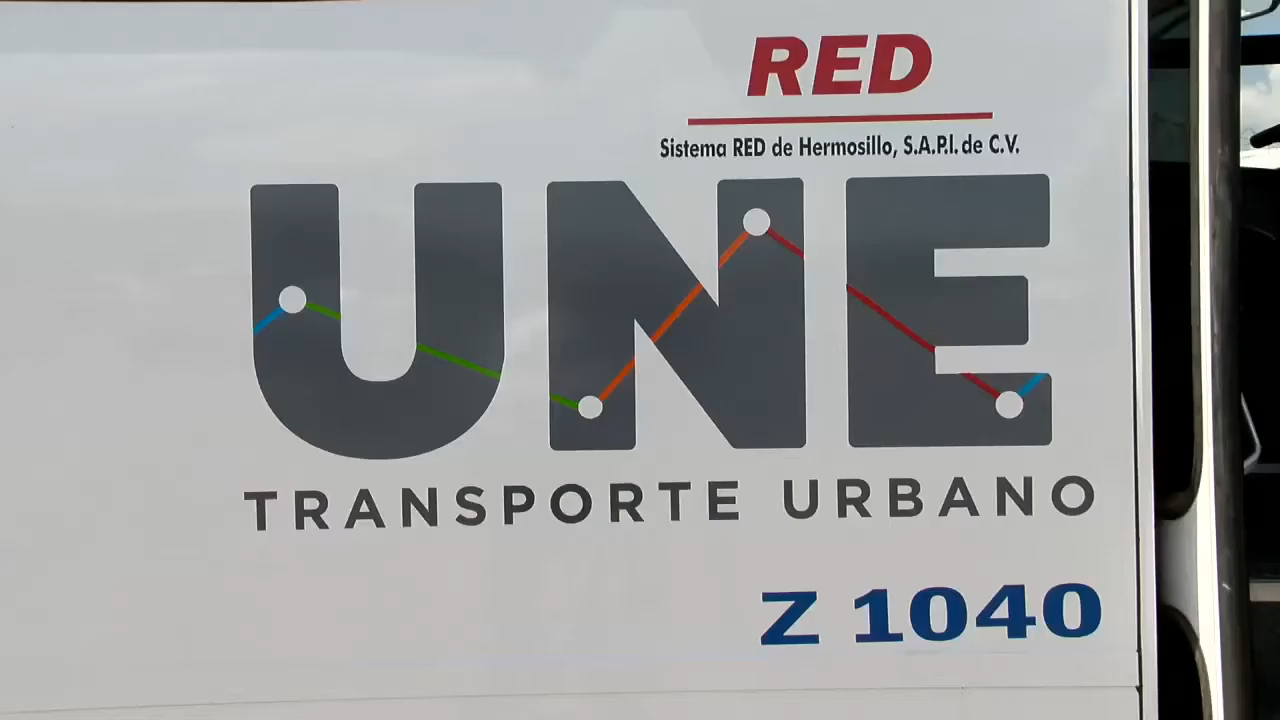 RED
Sistema RED de Hermosillo, S.A.P.I. de C.V.
UNE
TRANSPORTE URBANO
Z 1040